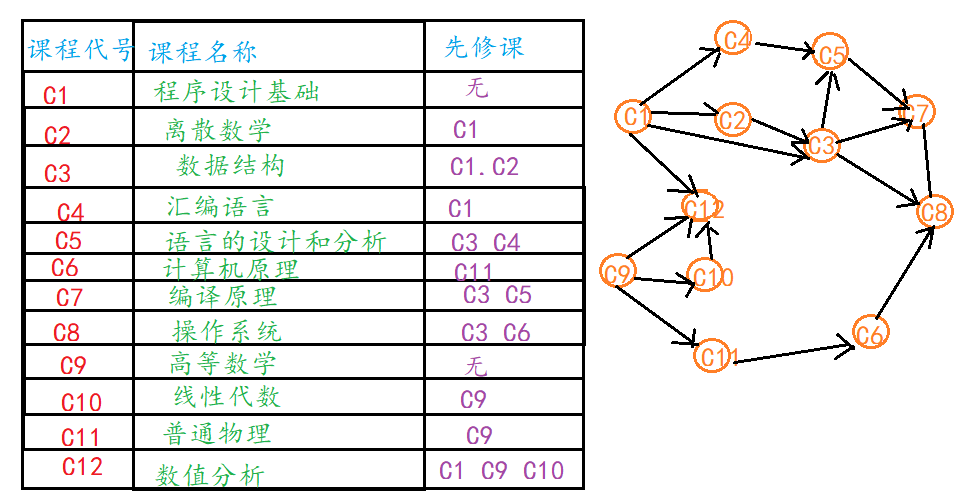 课程代号 课程名称 先修课
C1 程序设计基础 无
C2 离散数学 C1
C3 数据结构 C1.C2
C4 汇编语言 C1
C5 语言的设计和分析 C3 C4
C6 计算机原理 C11
C7 编译原理 C3 C5
C8 操作系统 C3 C6
C9 高等数学 无
C10 线性代数 C9
C11 普通物理 C9
C12 数值分析 C1 C9 C10
C4
C5
C1
C2
C7
C3
C12
C8
C9
C10
C6
C11